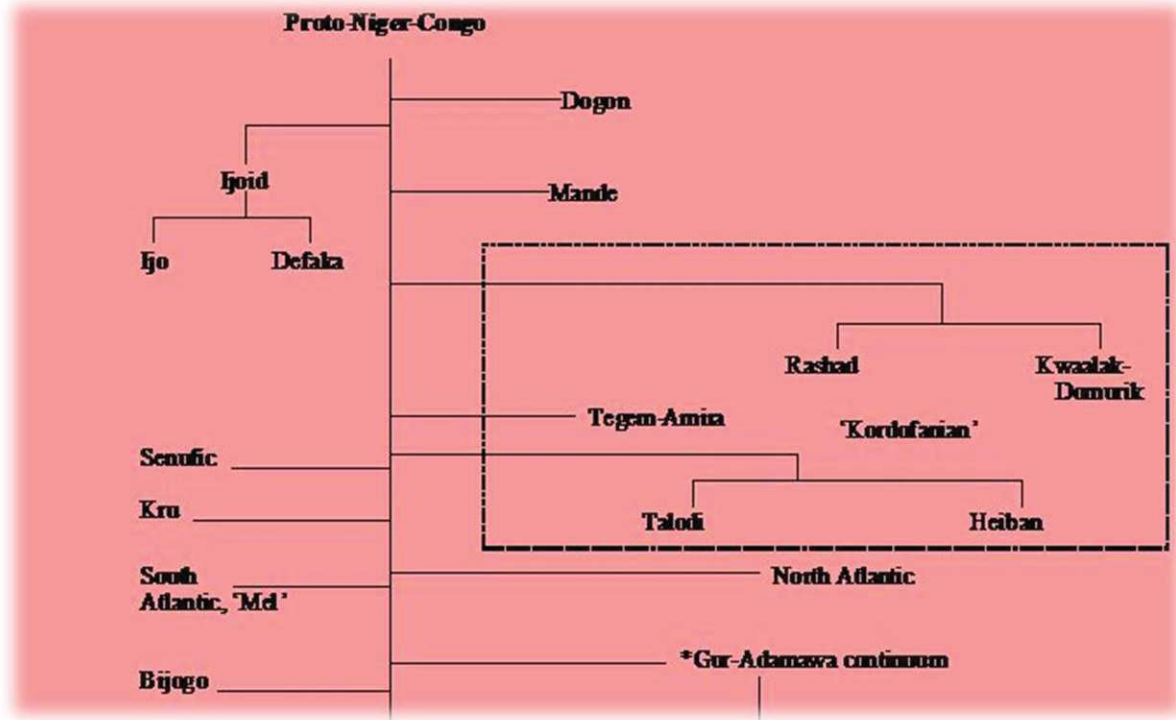 Proto-Niger-Congo
Dogon
Ijoid
Mande
Ijo
Defaka
Rashad
Kwaalak-
Domurik
Tegem-Amira
'Kordofanian'
Senufic
Kru
Talodi
Heiban
South
Atlantic, 'Mel'
North Atlantic
*Gur-Adamawa continuum
Bijogo